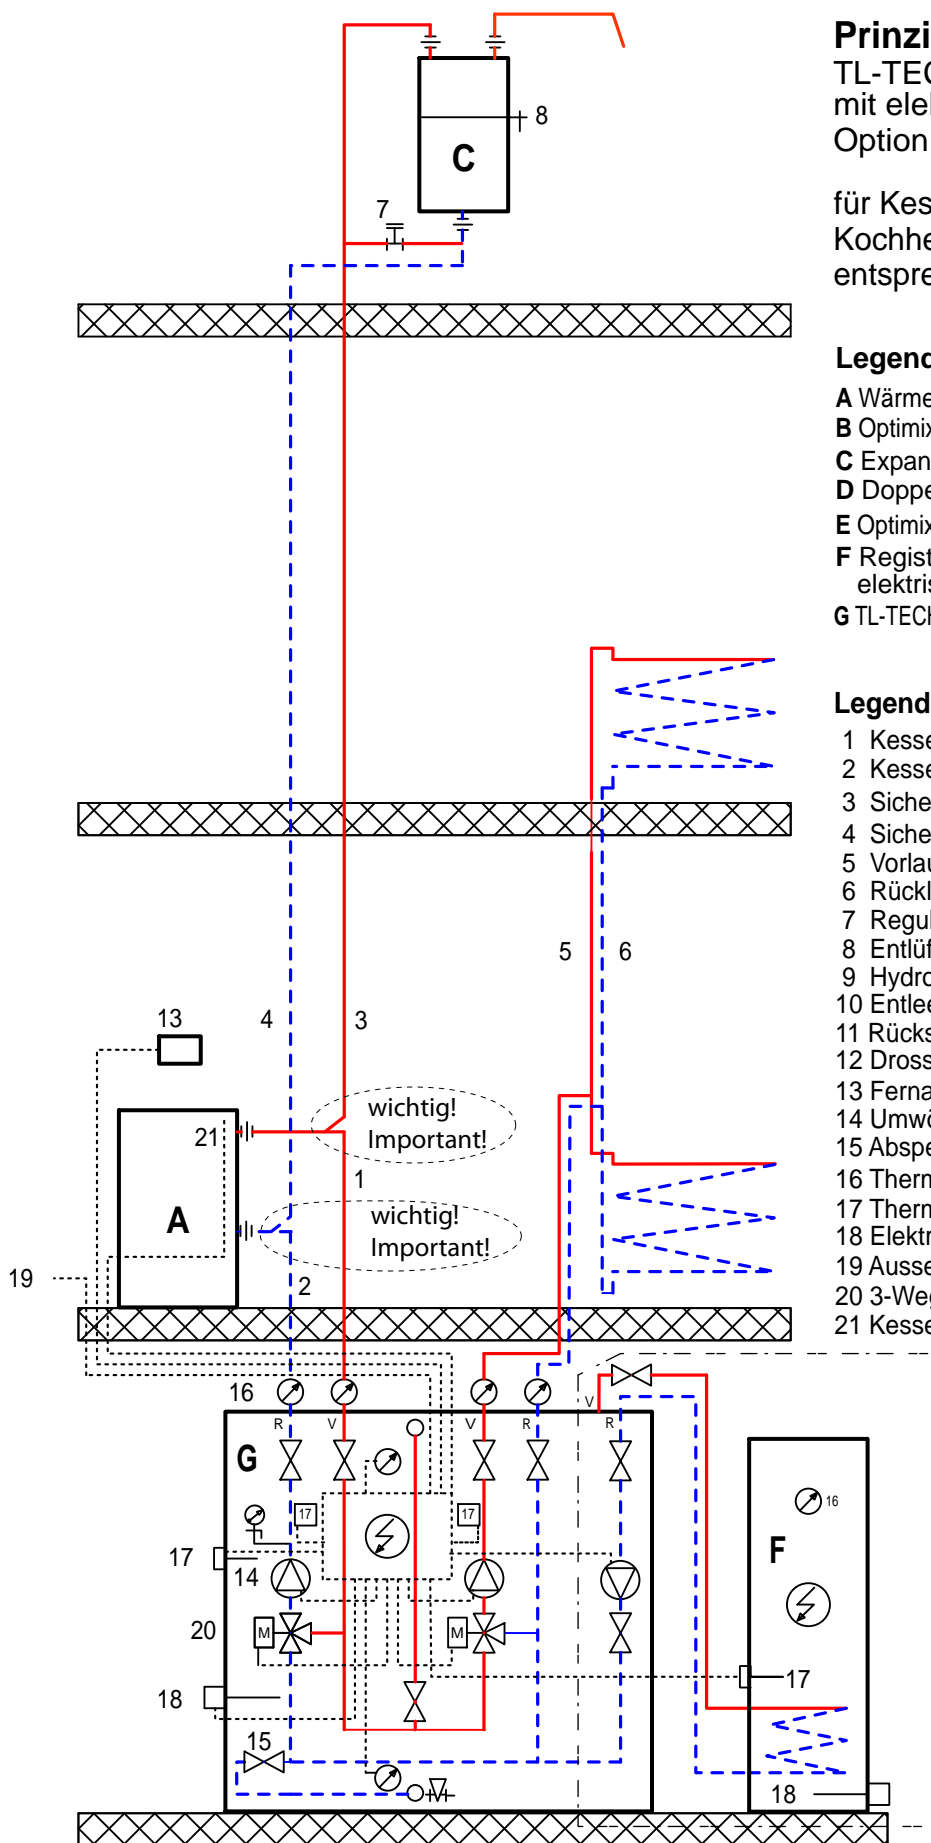 Prinzi
TL-TECH
mit elek
Option
für Kes
Kochhe
entspre
Legend
A Wärme
B Optimix
C Expan
D Doppe
E Optimix
F Regist
elektris
G TL-TECH
Legend
1 Kesse
2 Kesse
3 Siche
4 Siche
5 Vorlau
6 Rückl
7 Regul
8 Entlüf
9 Hydro
10 Entlee
11 Rücks
12 Dross
13 Ferna
14 Umwö
15 Abspe
16 Therm
17 Therm
18 Elektr
19 Ausse
20 3-Weg
21 Kesse
8
C
7
5
6
13
4
3
wichtig!
Important!
21
1
A
wichtig!
Important!
19
2
16
R
V
V
R
V
R
G
16
17
17
F
17
14
20
M
M
17
18
15
18